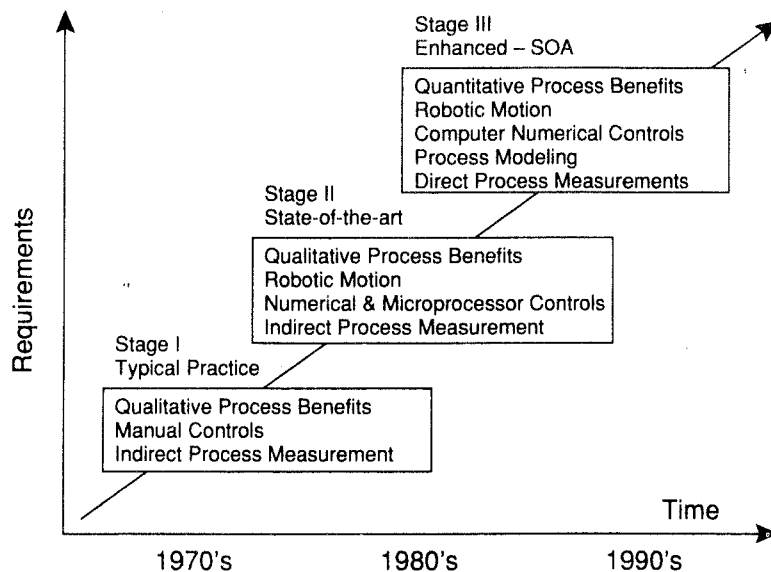 Stage III
Enhanced – SOA
Quantitative Process Benefits
Robotic Motion
Computer Numerical Controls
Process Modeling
Direct Process Measurements
Stage II
State-of-the-art
Qualitative Process Benefits
Robotic Motion
Numerical & Microprocessor Controls
Indirect Process Measurement
Stage I
Typical Practice
Qualitative Process Benefits
Manual Controls
Indirect Process Measurement
Requirements
Time
1970's 1980's 1990's